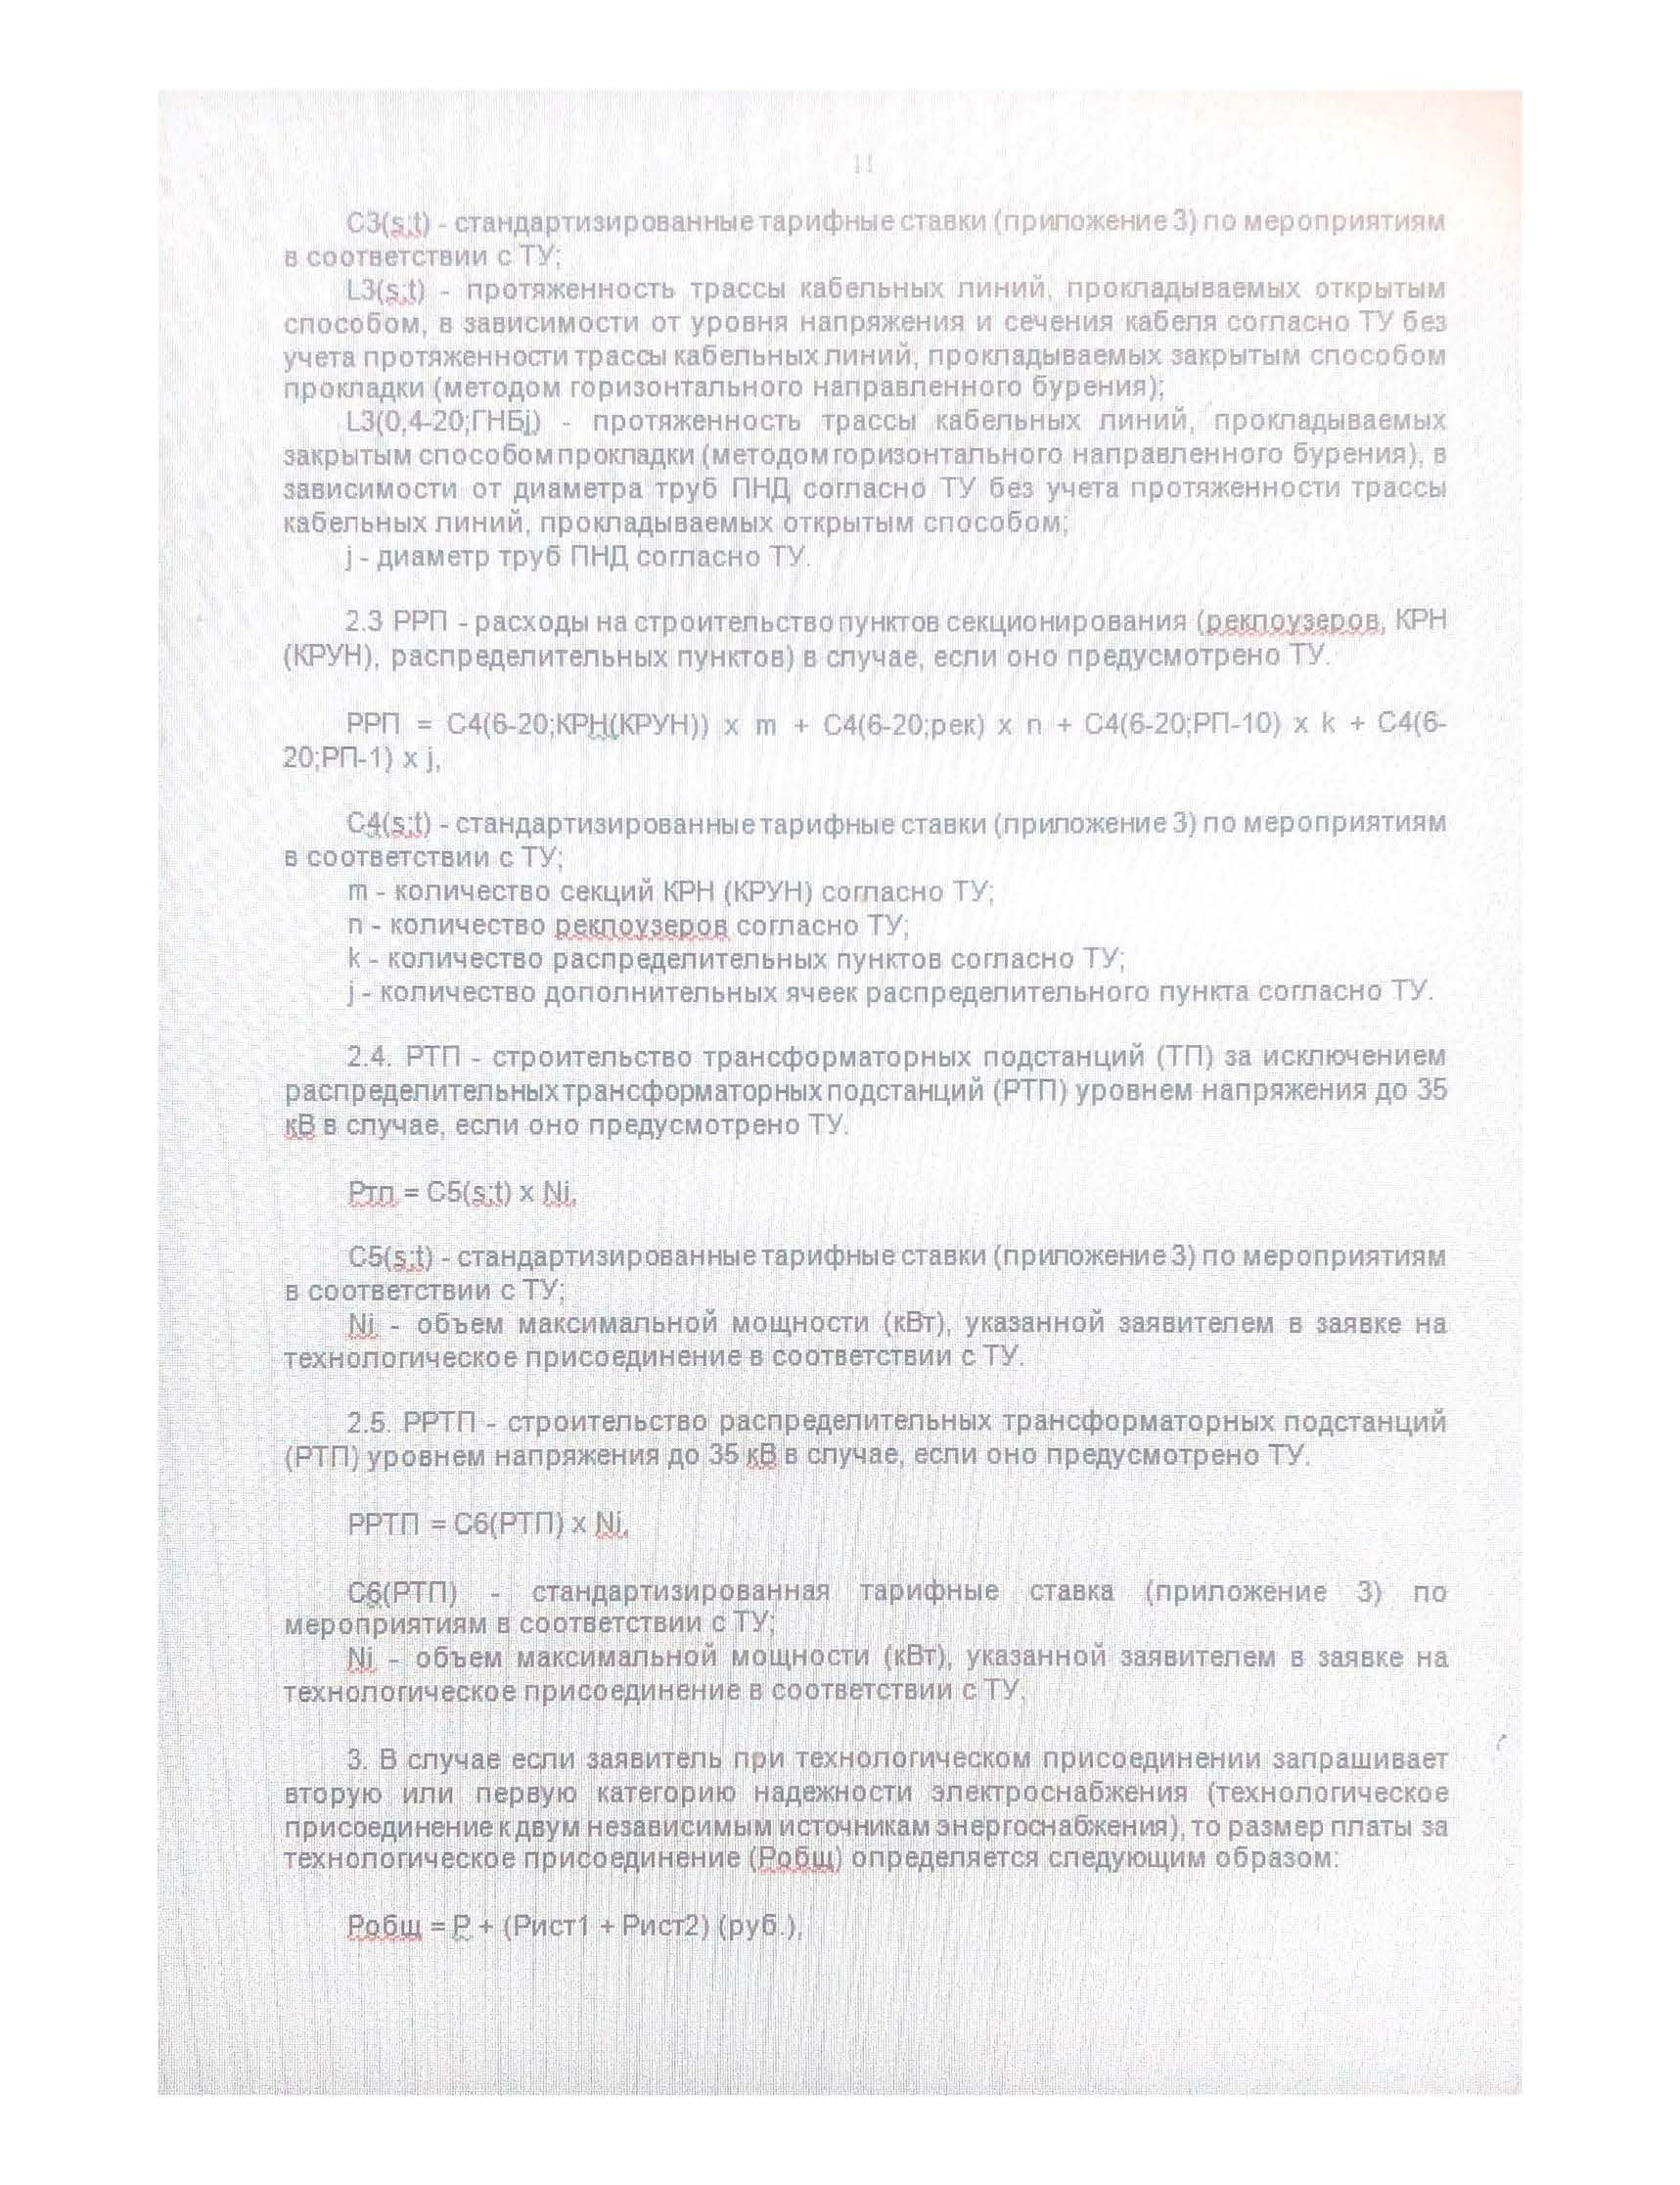 11
С3(s;t) - стандартизированные тарифные ставки (приложение 3) по мероприятиям
в соответствии с ТУ;
L3(s;t) - протяженность трассы кабельных линий, прокладываемых открытым
способом, в зависимости от уровня напряжения и сечения кабеля согласно ТУ без
учета протяженности трассы кабельных линий, прокладываемых закрытым способом
прокладки (методом горизонтального направленного бурения);
L3(0,4-20;ГНБj) - протяженность трассы кабельных линий, прокладываемых
закрытым способом прокладки (методом горизонтального направленного бурения), в
зависимости от диаметра труб ПНД согласно ТУ без учета протяженности трассы
кабельных линий, прокладываемых открытым способом;
j - диаметр труб ПНД согласно ТУ.
2.3 РРП - расходы на строительство пунктов секционирования (реклоузеров, КРН
(КРУН), распределительных пунктов) в случае, если оно предусмотрено ТУ.
РРП = С4(6-20;КРН(КРУН)) х m + С4(6-20;рек) х n + С4(6-20;РП-10) х k + С4(6-
20;РП-1) х j,
С4(s;t) - стандартизированные тарифные ставки (приложение 3) по мероприятиям
в соответствии с ТУ;
m - количество секций КРН (КРУН) согласно ТУ;
n - количество реклоузеров согласно ТУ;
k - количество распределительных пунктов согласно ТУ;
j - количество дополнительных ячеек распределительного пункта согласно ТУ.
2.4. РТП - строительство трансформаторных подстанций (ТП) за исключением
распределительных трансформаторных подстанций (РТП) уровнем напряжения до 35
кВ в случае, если оно предусмотрено ТУ.
Ртп = С5(s;t) х Ni,
С5(s;t) - стандартизированные тарифные ставки (приложение 3) по мероприятиям
в соответствии с ТУ;
Ni - объем максимальной мощности (кВт), указанной заявителем в заявке на
технологическое присоединение в соответствии с ТУ.
2.5. РРТП - строительство распределительных трансформаторных подстанций
(РТП) уровнем напряжения до 35 кВ в случае, если оно предусмотрено ТУ.
РРТП = С6(РТП) х Ni,
С6(РТП) - стандартизированная тарифные ставка (приложение 3) по
мероприятиям в соответствии с ТУ;
Ni - объем максимальной мощности (кВт), указанной заявителем в заявке на
технологическое присоединение в соответствии с ТУ.
3. В случае если заявитель при технологическом присоединении запрашивает
вторую или первую категорию надежности электроснабжения (технологическое
присоединение к двум независимым источникам энергоснабжения), то размер платы за
технологическое присоединение (Робщ) определяется следующим образом:
Робщ = Р + (Рист1 + Рист2) (руб.),